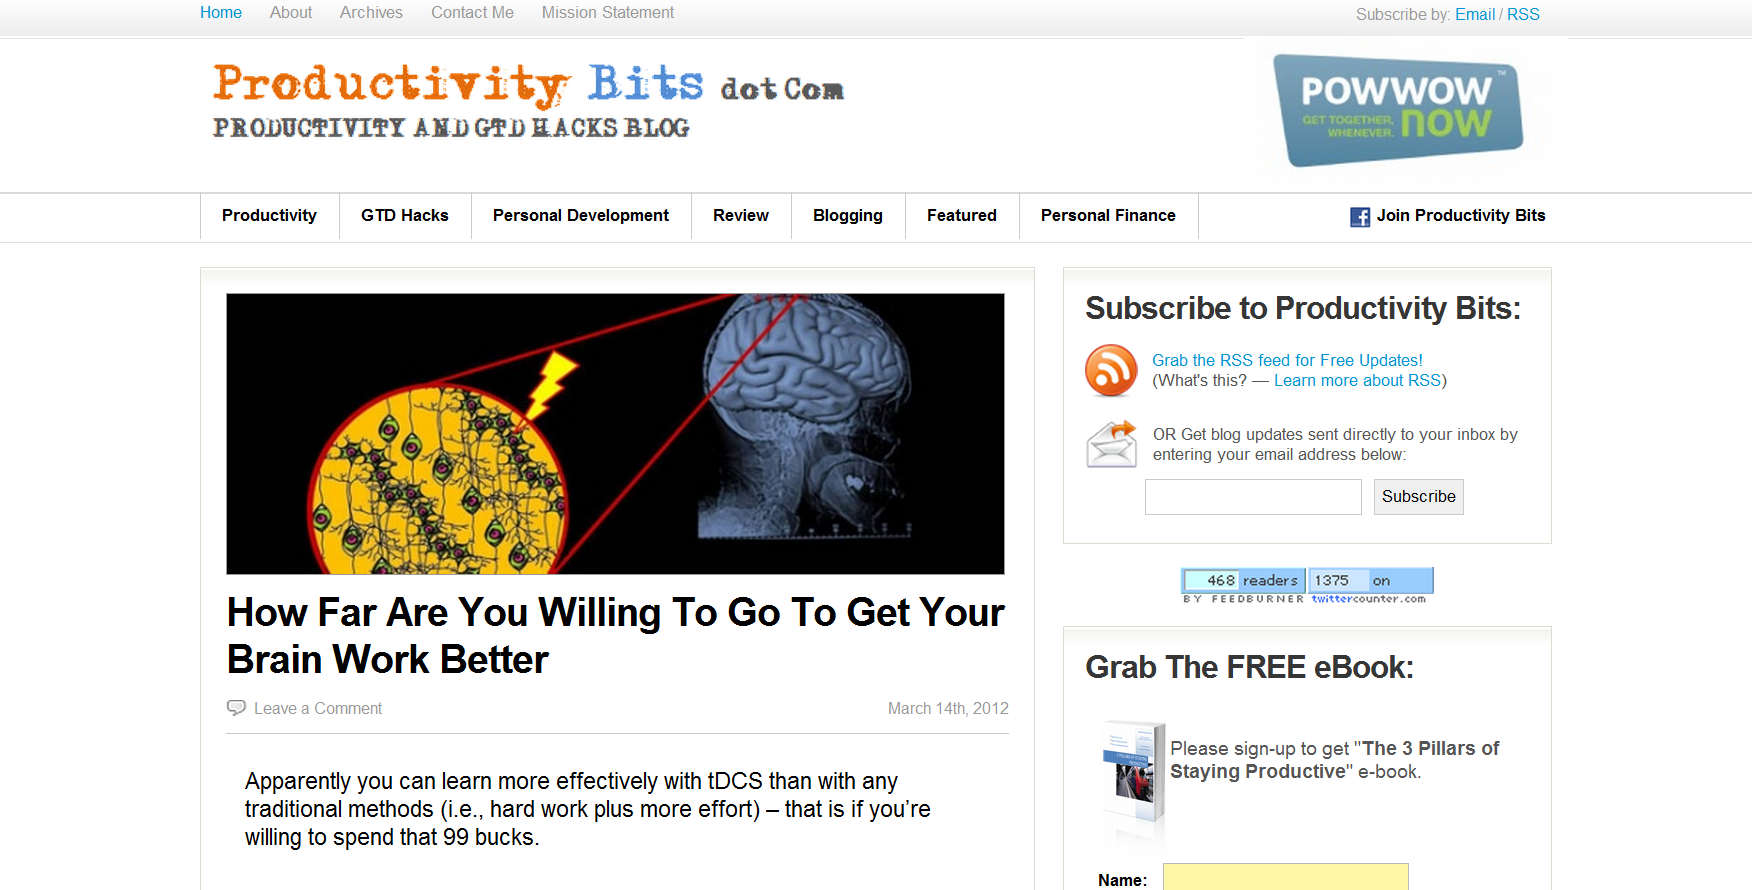 Home About Archives Contact Me Mission Statement
Subscribe by: Email / RSS
Productivity Bits dot Com
PRODUCTIVITY AND GTD HACKS BLOG
POWWOW™
GET TOGETHER, WHENEVER. NOW
Productivity GTD Hacks Personal Development Review Blogging Featured Personal Finance
Join Productivity Bits
How Far Are You Willing To Go To Get Your
Brain Work Better
Leave a Comment
March 14th, 2012
Apparently you can learn more effectively with tDCS than with any
traditional methods (i.e., hard work plus more effort) – that is if you’re
willing to spend that 99 bucks.
Subscribe to Productivity Bits:
Grab the RSS feed for Free Updates!
(What's this? — Learn more about RSS)
OR Get blog updates sent directly to your inbox by
entering your email address below:
Subscribe
468 readers
BY FEEDBURNER
1375 on
twittercounter.com
Grab The FREE eBook:
Please sign-up to get "The 3 Pillars of
Staying Productive" e-book.
Name: